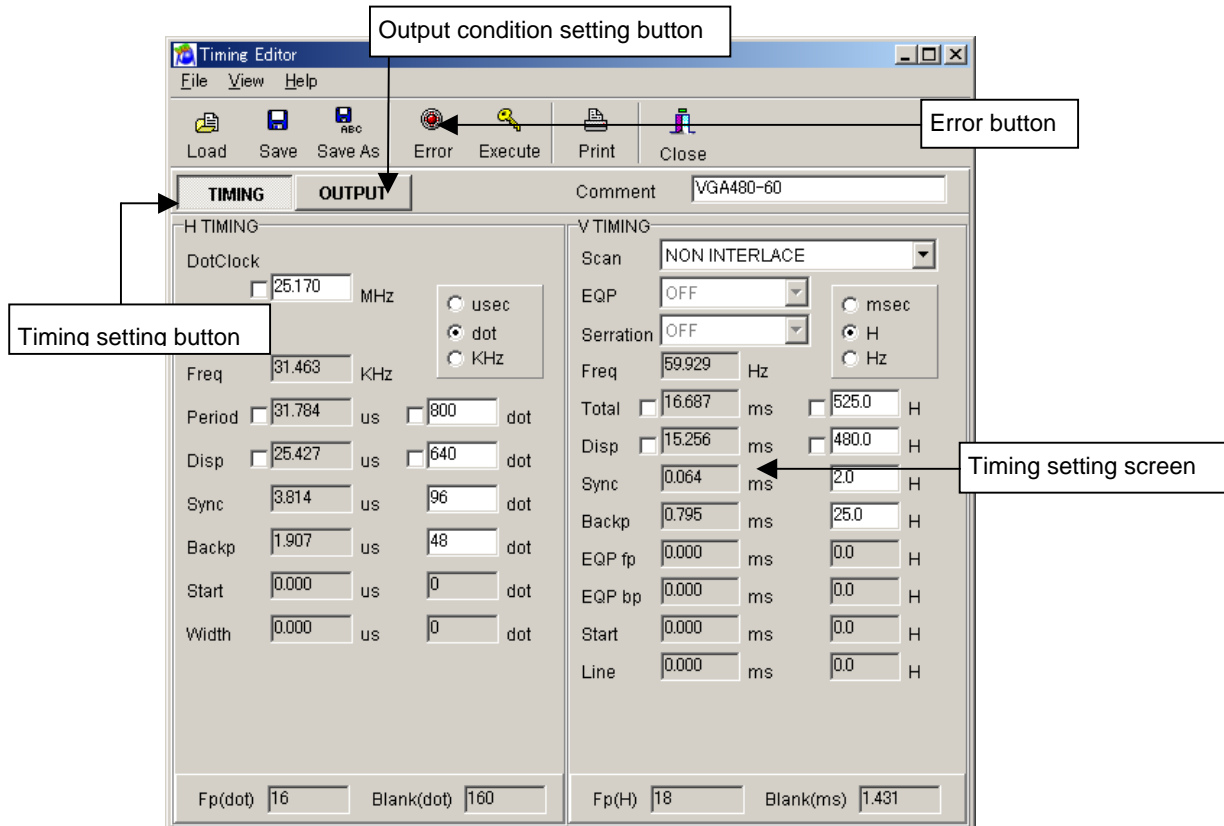 Output condition setting button
Timing Editor
File View Help
Error button
ABC
Load Save Save As Error Execute Print Close
TIMING OUTPUT Comment VGA480-60
H TIMING
DotClock
25.170 MHz
usec
dot
KHz
Timing setting button
Freq 31.463 KHz
Period 31.784 us 800 dot
Disp 25.427 us 640 dot
Sync 3.814 us 96 dot
Backp 1.907 us 48 dot
Start 0.000 us 0 dot
Width 0.000 us 0 dot
Fp(dot) 16 Blank(dot) 160
V TIMING
Scan NON INTERLACE
EQP OFF
Serration OFF
msec
H
Hz
Freq 59.929 Hz
Total 16.687 ms 525.0 H
Disp 15.256 ms 480.0 H
Timing setting screen
Sync 0.064 ms 2.0 H
Backp 0.795 ms 25.0 H
EQP fp 0.000 ms 0.0 H
EQP bp 0.000 ms 0.0 H
Start 0.000 ms 0.0 H
Line 0.000 ms 0.0 H
Fp(H) 18 Blank(ms) 1.431